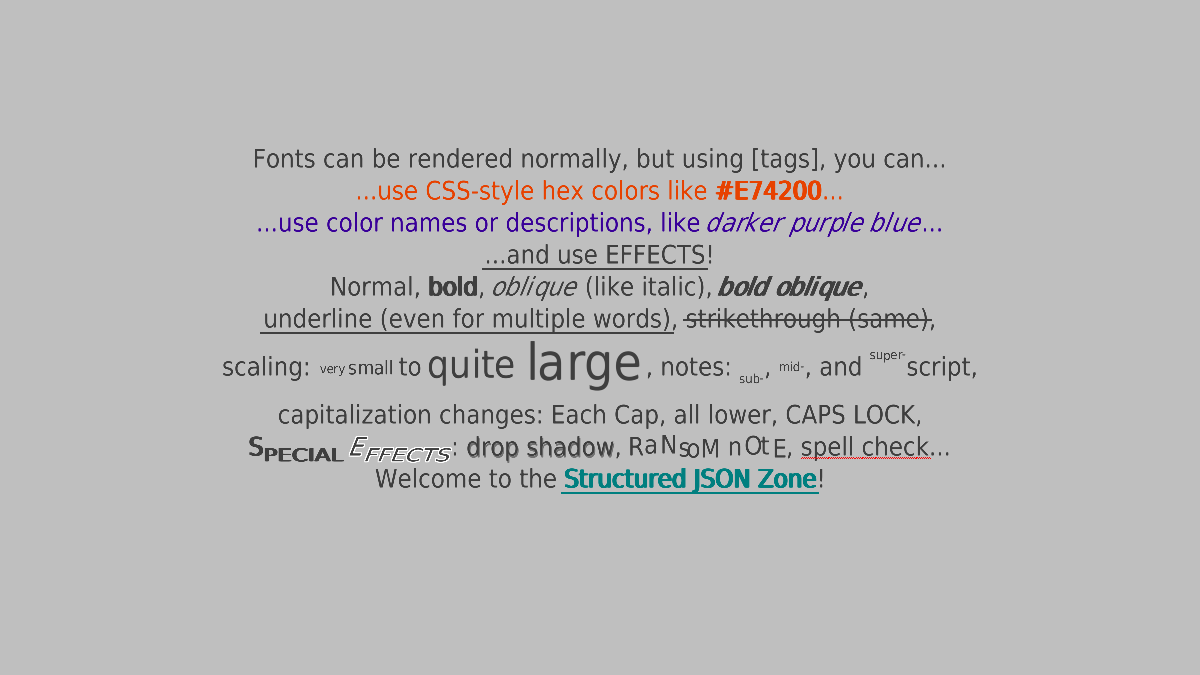 Fonts can be rendered normally, but using [tags], you can...
...use CSS-style hex colors like #E74200...
...use color names or descriptions, like darker purple blue...
...and use EFFECTS!
Normal, bold, oblique (like italic), bold oblique,
underline (even for multiple words), strikethrough (same),
scaling: very small to quite large, notes: sub-, mid-, and super-script,
capitalization changes: Each Cap, all lower, CAPS LOCK,
SPECIAL EFFECTS: drop shadow, RaNsoM nOtE, spell check...
Welcome to the Structured JSON Zone!